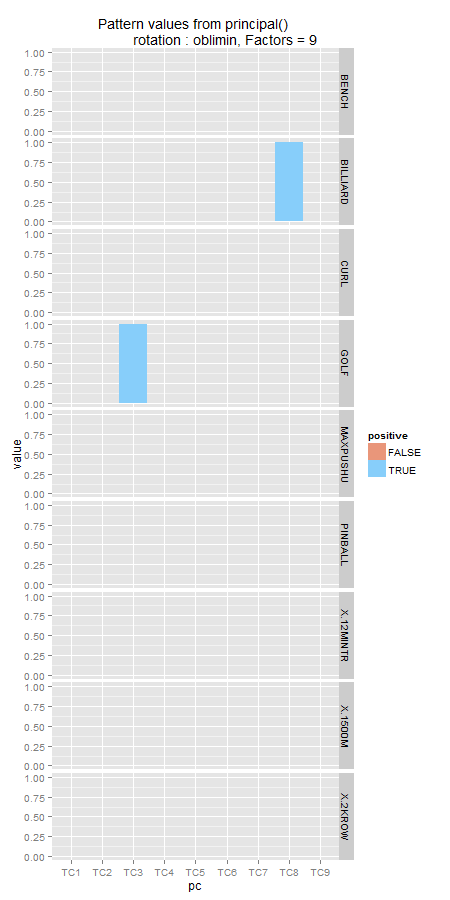 Pattern values from principal()
rotation : oblimin, Factors = 9
1.00
0.75
0.50
0.25
0.00
BENCH
1.00
0.75
0.50
0.25
0.00
BILLIARD
1.00
0.75
0.50
0.25
0.00
CURL
1.00
0.75
0.50
0.25
0.00
GOLF
1.00
0.75
0.50
0.25
0.00
MAXPUSHU
1.00
0.75
0.50
0.25
0.00
PINBALL
1.00
0.75
0.50
0.25
0.00
X.12MINTR
1.00
0.75
0.50
0.25
0.00
X.1500M
1.00
0.75
0.50
0.25
0.00
X.2KROW
value
TC1 TC2 TC3 TC4 TC5 TC6 TC7 TC8 TC9
pc
positive
FALSE
TRUE